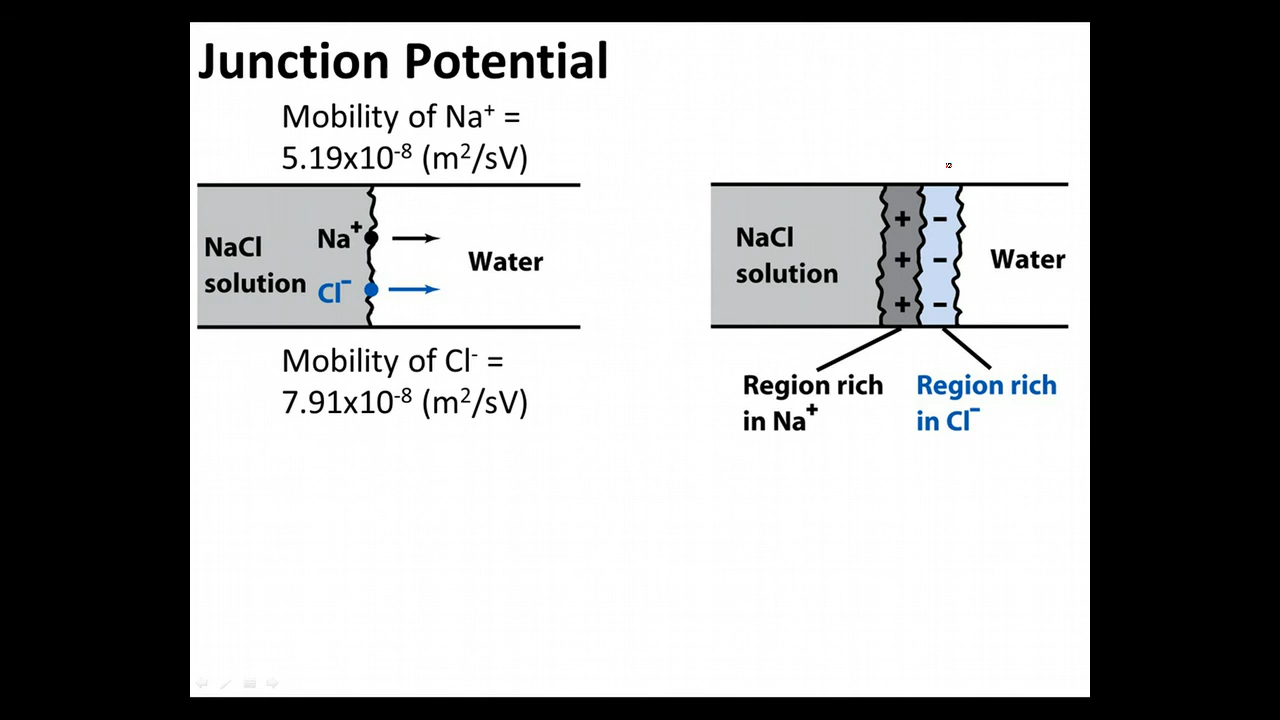 Junction Potential
Mobility of Na⁺ =
5.19x10⁻⁸ (m²/sV)
NaCl
solution
Na⁺
Cl⁻
Water
Mobility of Cl⁻ =
7.91x10⁻⁸ (m²/sV)
NaCl
solution
+ −
+ −
+ −
Water
Region rich
in Na⁺
Region rich
in Cl⁻